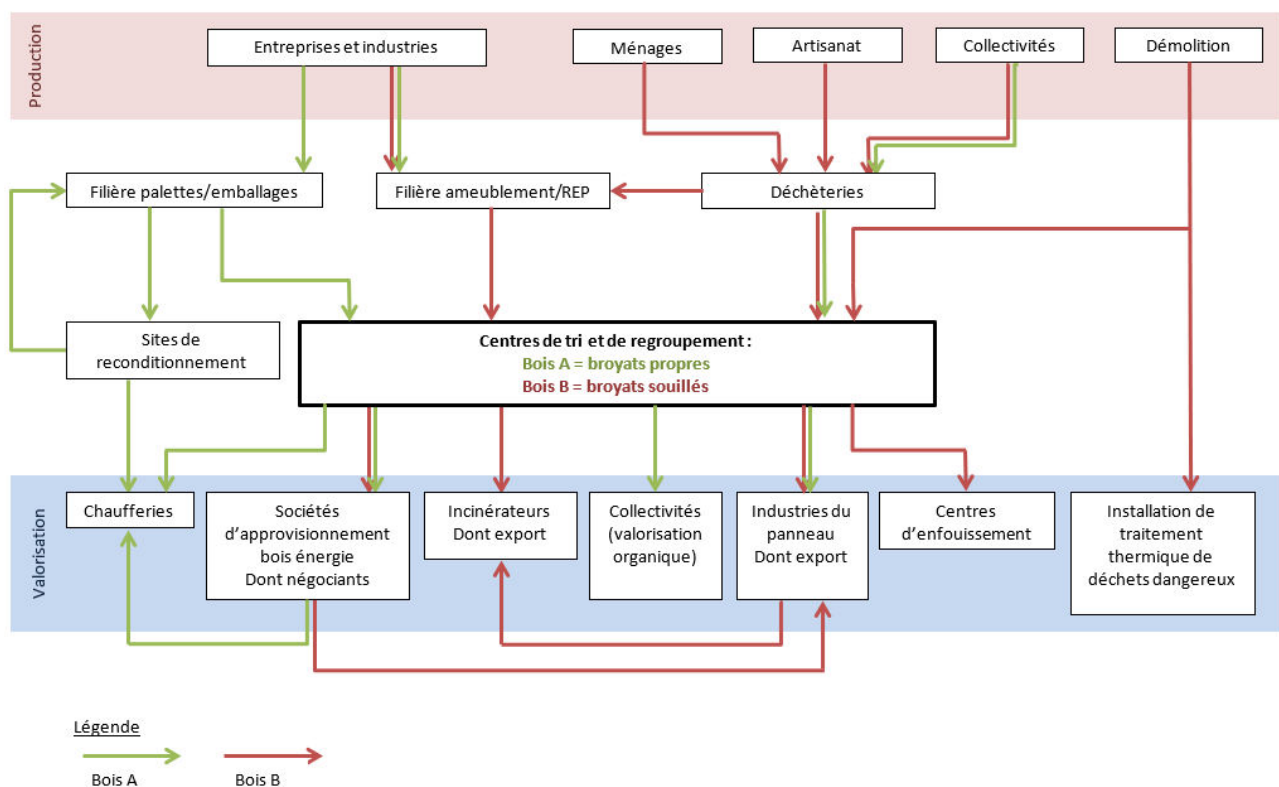 Production
Entreprises et industries
Ménages
Artisanat
Collectivités
Démolition
Filière palettes/emballages
Filière ameublement/REP
Déchèteries
Sites de
reconditionnement
Centres de tri et de regroupement :
Bois A = broyats propres
Bois B = broyats souillés
Valorisation
Chaufferies
Sociétés
d'approvisionnement
bois énergie
Dont négociants
Incinérateurs
Dont export
Collectivités
(valorisation
organique)
Industries du
panneau
Dont export
Centres
d'enfouissement
Installation de
traitement
thermique de
déchets dangereux
Légende
Bois A
Bois B